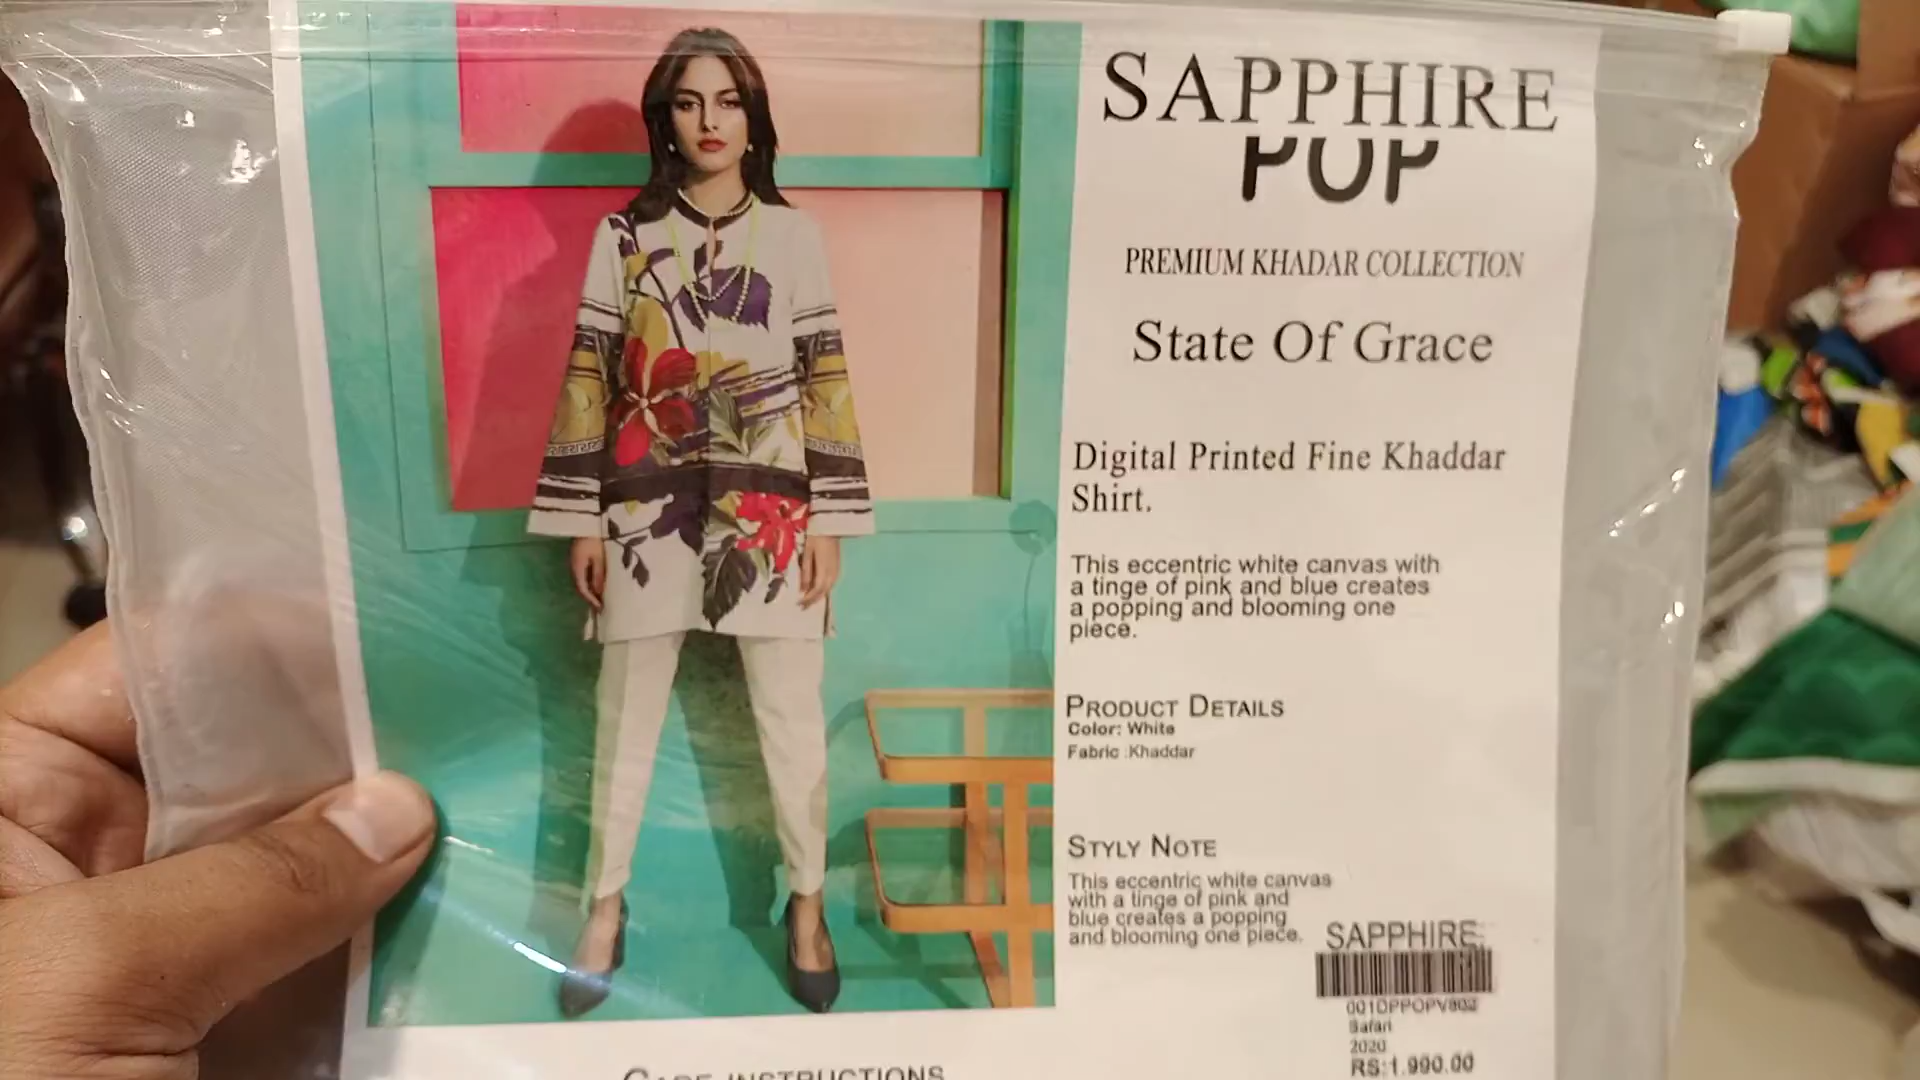 SAPPHIRE
POP
PREMIUM KHADAR COLLECTION
State Of Grace
Digital Printed Fine Khaddar
Shirt.
This eccentric white canvas with
a tinge of pink and blue creates
a popping and blooming one
piece.
PRODUCT DETAILS
Color: White
Fabric :Khaddar
STYLY NOTE
This eccentric white canvas
with a tinge of pink and
blue creates a popping
and blooming one piece.
SAPPHIRE
001DPPOPV802
Safari
2020
RS:1.990.00
CARE INSTRUCTIONS